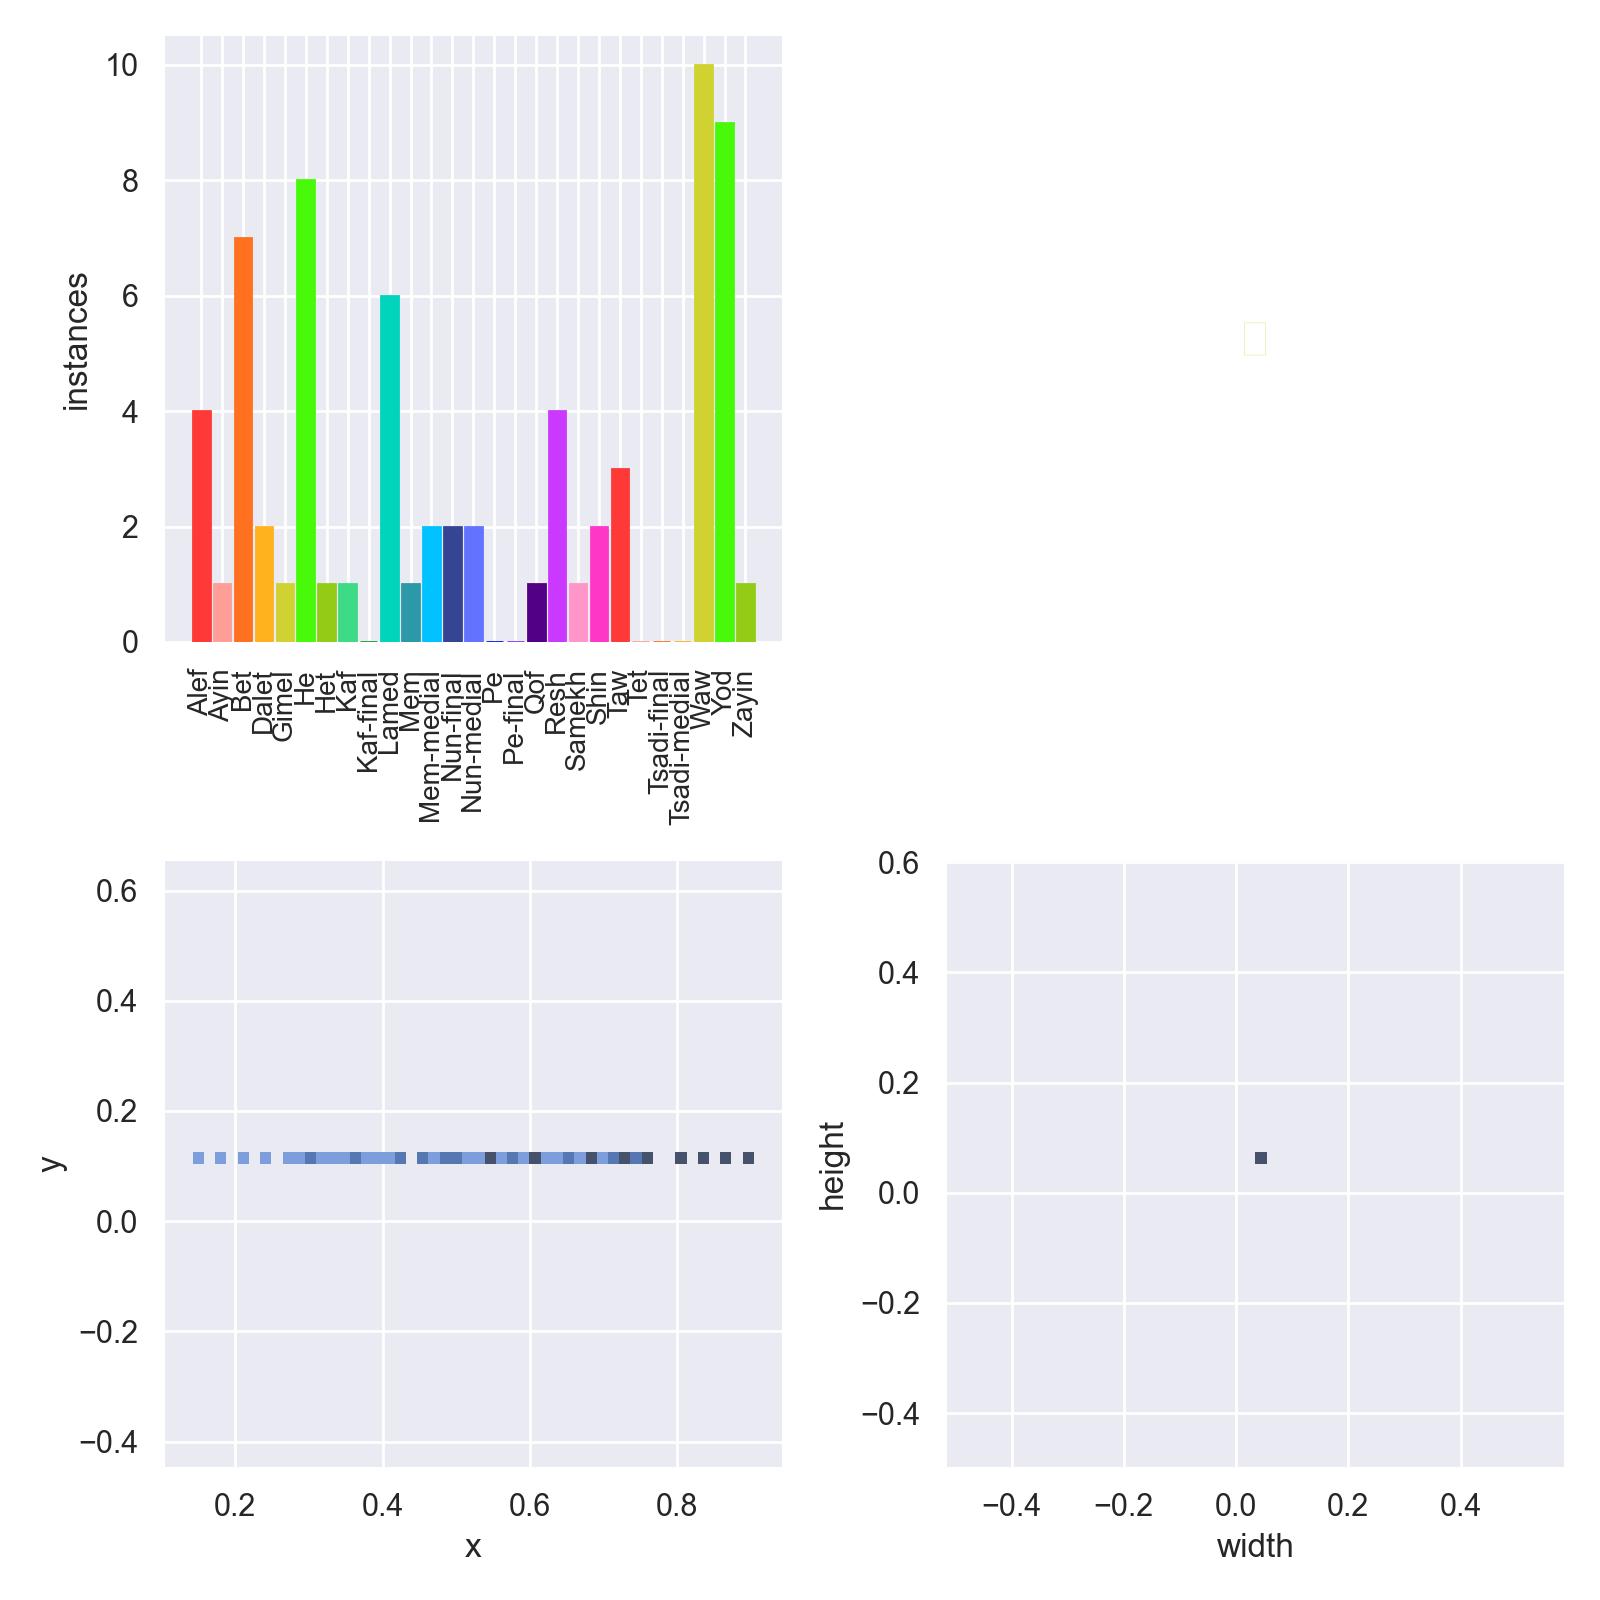 10
8
6
4
2
0
instances
Alef
Ayin
Bet
Dalet
Gimel
He
Het
Kaf
Kaf-final
Lamed
Mem
Mem-medial
Nun-final
Nun-medial
Pe
Pe-final
Qof
Resh
Samekh
Shin
Taw
Tet
Tsadi-final
Tsadi-medial
Waw
Yod
Zayin
0.6
0.4
0.2
0.0
−0.2
−0.4
y
0.2 0.4 0.6 0.8
x
0.6
0.4
0.2
0.0
−0.2
−0.4
height
−0.4 −0.2 0.0 0.2 0.4
width